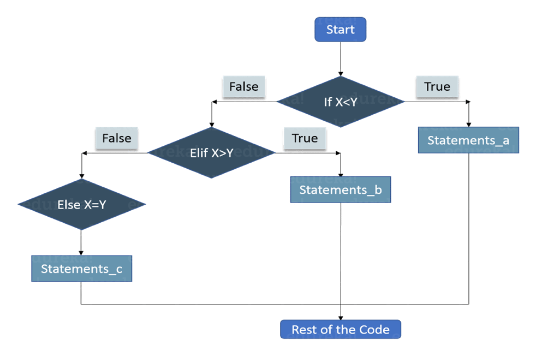 Start
False
If X<Y
True
False
Elif X>Y
True
Statements_a
Statements_b
Else X=Y
Statements_c
Rest of the Code